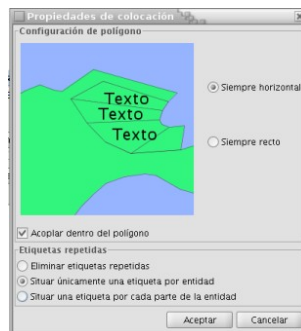 Propiedades de colocación
Configuración de polígono
Texto
Texto
Texto
Siempre horizontal
Siempre recto
Acoplar dentro del polígono
Etiquetas repetidas
Eliminar etiquetas repetidas
Situar únicamente una etiqueta por entidad
Situar una etiqueta por cada parte de la entidad
Aceptar
Cancelar